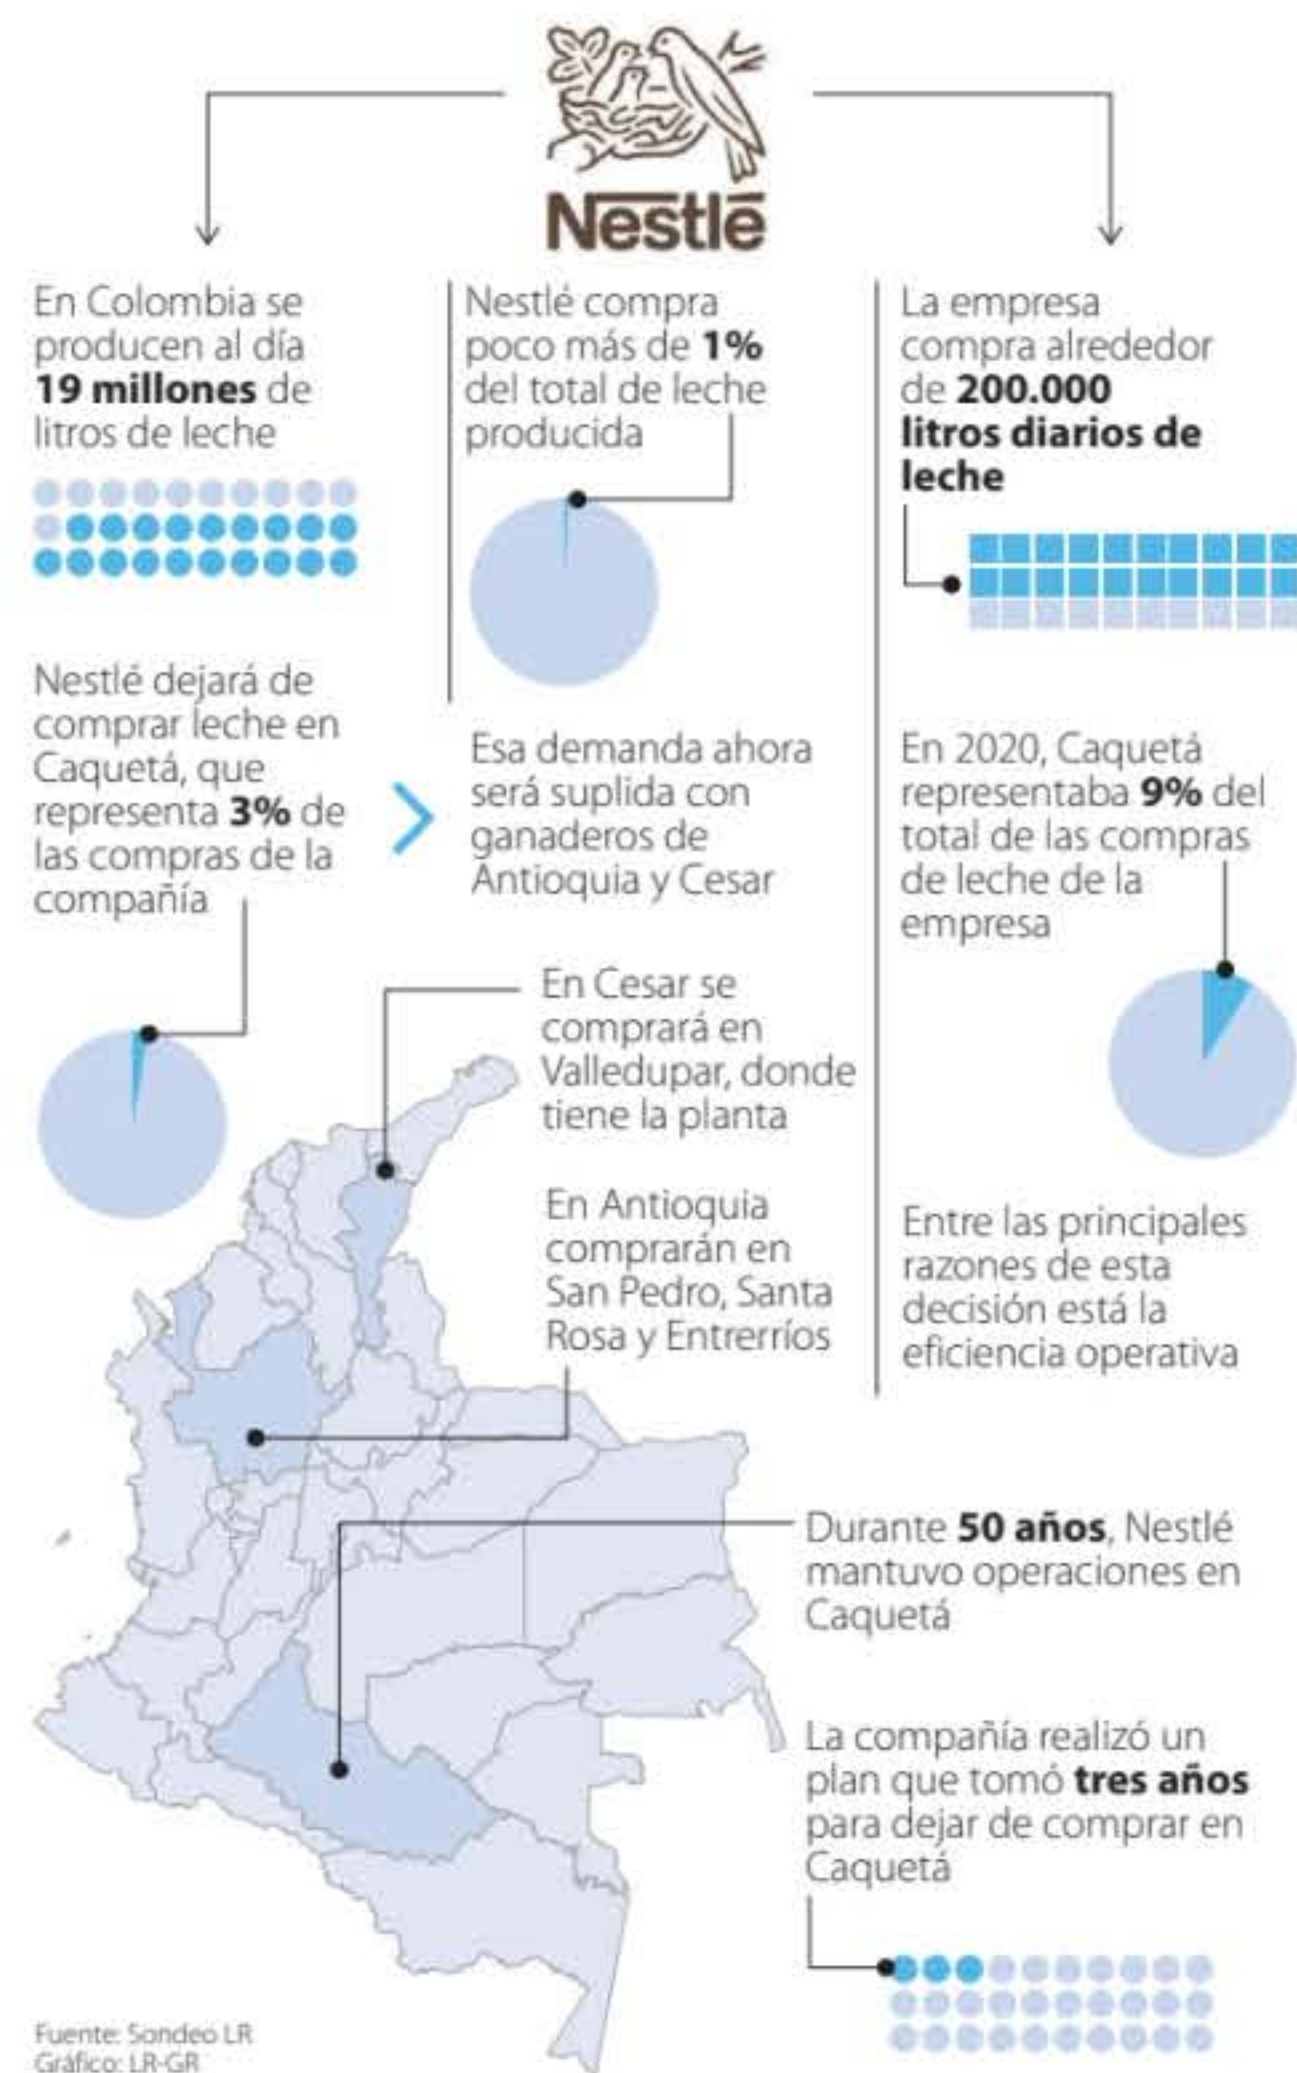 Nestlé
En Colombia se
producen al día
19 millones de
litros de leche
Nestlé compra
poco más de 1%
del total de leche
producida
La empresa
compra alrededor
de 200.000
litros diarios de
leche
Nestlé dejará de
comprar leche en
Caquetá, que
representa 3% de
las compras de la
compañía
Esa demanda ahora
será suplida con
ganaderos de
Antioquia y Cesar
En 2020, Caquetá
representaba 9% del
total de las compras
de leche de la
empresa
En Cesar se
comprará en
Valledupar, donde
tiene la planta
En Antioquia
comprarán en
San Pedro, Santa
Rosa y Entrerríos
Entre las principales
razones de esta
decisión está la
eficiencia operativa
Durante 50 años, Nestlé
mantuvo operaciones en
Caquetá
La compañía realizó un
plan que tomó tres años
para dejar de comprar en
Caquetá
Fuente: Sondeo LR
Gráfico: LR-GR